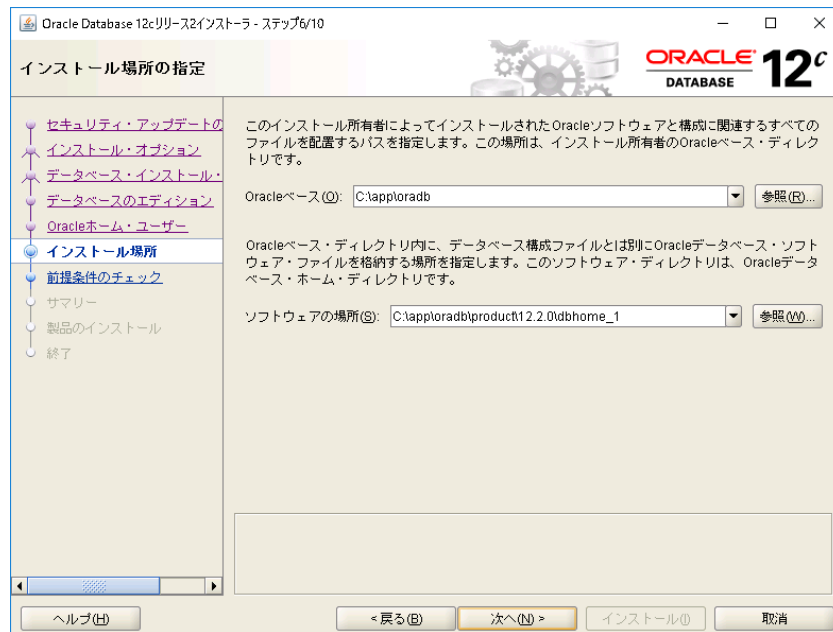 Oracle Database 12cリリース2インストーラ - ステップ6/10
インストール場所の指定
ORACLE
DATABASE
12c
セキュリティ・アップデートの
インストール・オプション
データベース・インストール・
データベースのエディション
Oracleホーム・ユーザー
インストール場所
前提条件のチェック
サマリー
製品のインストール
終了
このインストール所有者によってインストールされたOracleソフトウェアと構成に関連するすべての
ファイルを配置するパスを指定します。この場所は、インストール所有者のOracleベース・ディレク
トリです。
Oracleベース(O): C:\app\oradb 参照(R)...
Oracleベース・ディレクトリ内に、データベース構成ファイルとは別にOracleデータベース・ソフト
ウェア・ファイルを格納する場所を指定します。このソフトウェア・ディレクトリは、Oracleデータ
ベース・ホーム・ディレクトリです。
ソフトウェアの場所(S): C:\app\oradb\product\12.2.0\dbhome_1 参照(W)...
ヘルプ(H) <戻る(B) 次へ(N) > インストール(I) 取消